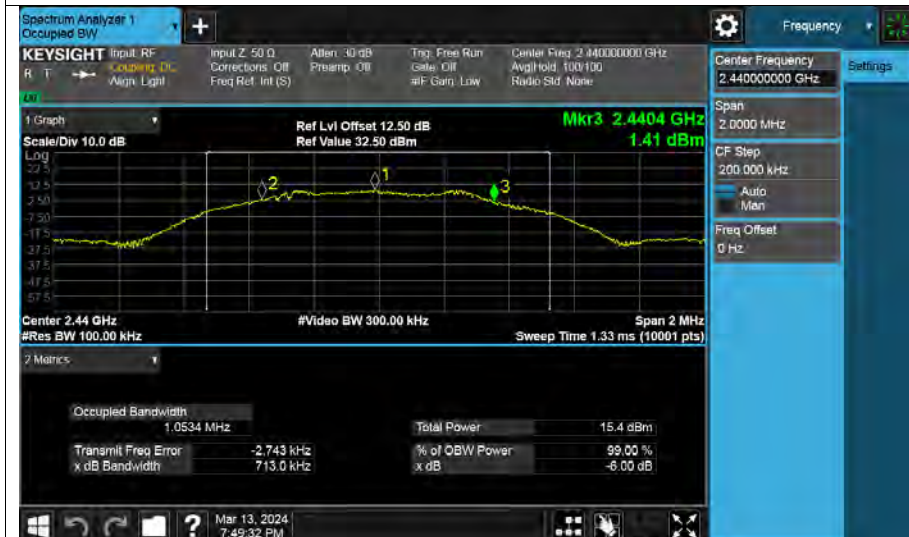 Spectrum Analyzer 1
Occupied BW
+
Frequency
KEYSIGHT Input: RF
R T
Coupling: DC
Align: Light
Input Z: 50 Ω
Corrections: Off
Freq Ref: Int (S)
Atten: 30 dB
Preamp: Off
Trig: Free Run
Gate: Off
#IF Gain: Low
Center Freq: 2.440000000 GHz
Avg|Hold: 100/100
Radio Std: None
Center Frequency
2.440000000 GHz
Settings
Span
2.0000 MHz
CF Step
200.000 kHz
Auto
Man
Freq Offset
0 Hz
1 Graph
Scale/Div 10.0 dB
Ref Lvl Offset 12.50 dB
Ref Value 32.50 dBm
Mkr3 2.4404 GHz
1.41 dBm
Log
22.5
12.5
2.50
-7.50
-17.5
-27.5
-37.5
-47.5
-57.5
2
1
3
Center 2.44 GHz
#Video BW 300.00 kHz
Span 2 MHz
#Res BW 100.00 kHz
Sweep Time 1.33 ms (10001 pts)
2 Metrics
Occupied Bandwidth
1.0534 MHz
Total Power 15.4 dBm
Transmit Freq Error -2.743 kHz
% of OBW Power 99.00 %
x dB Bandwidth 713.0 kHz
x dB -6.00 dB
?
Mar 13, 2024
7:49:32 PM